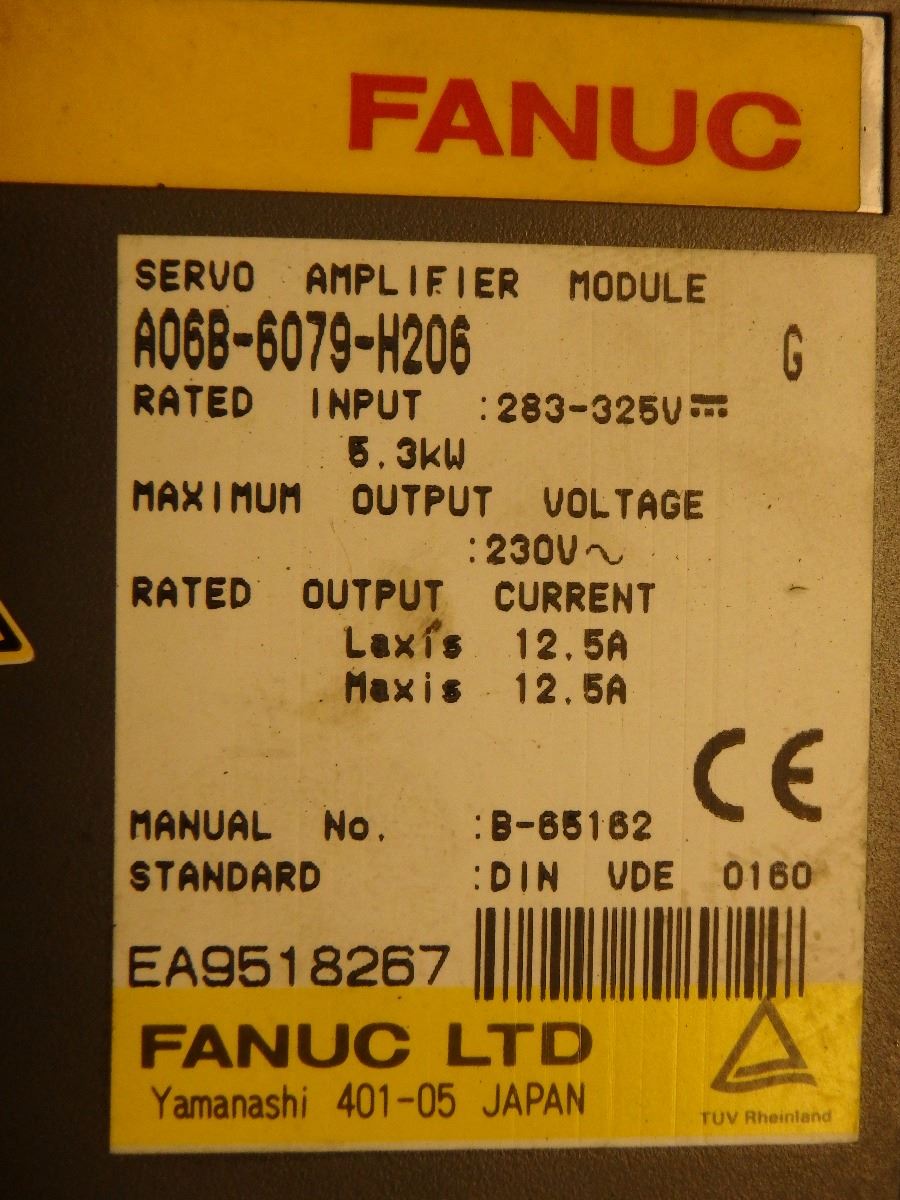 FANUC
SERVO AMPLIFIER MODULE
A06B-6079-H206 G
RATED INPUT :283-325V⎓
5.3kW
MAXIMUM OUTPUT VOLTAGE
:230V~
RATED OUTPUT CURRENT
Laxis 12.5A
Maxis 12.5A
CE
MANUAL No. :B-65162
STANDARD :DIN VDE 0160
EA9518267
FANUC LTD
Yamanashi 401-05 JAPAN
TUV Rheinland